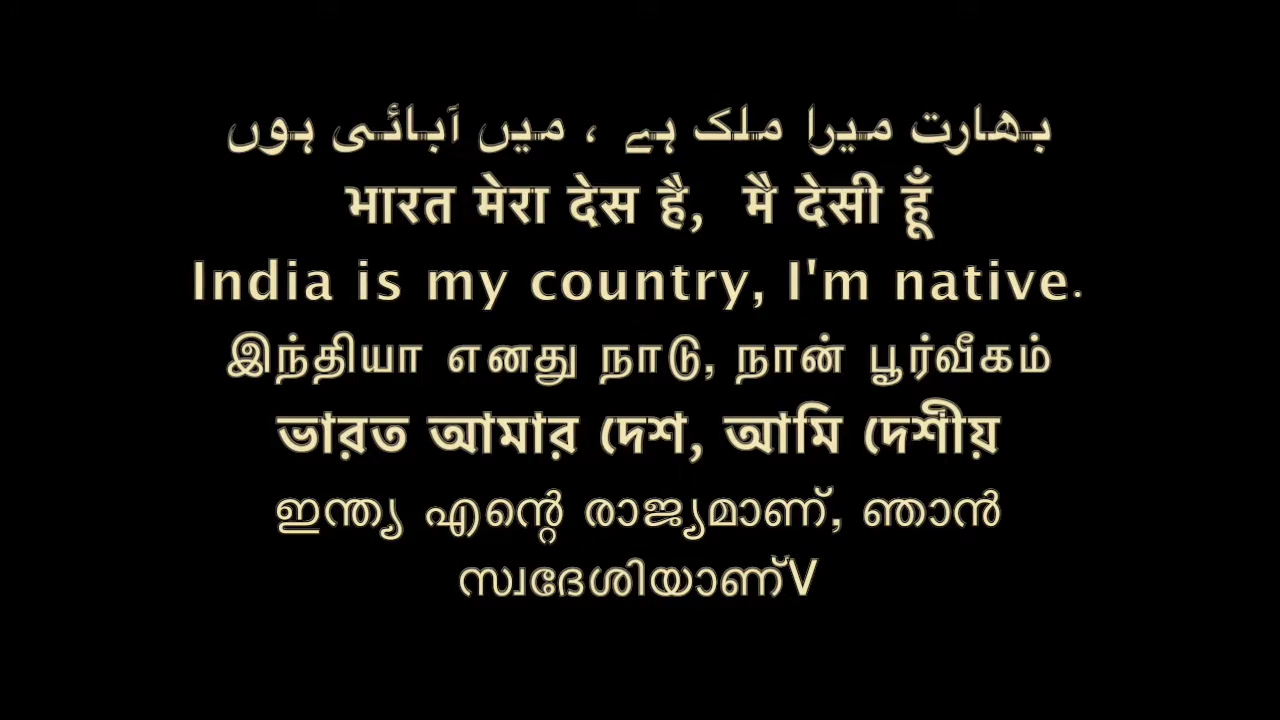 بھارت میرا ملک ہے ، میں آبائی ہوں
भारत मेरा देस है, मै देसी हूँ
India is my country, I'm native.
இந்தியா எனது நாடு, நான் பூர்வீகம்
ভারত আমার দেশ, আমি দেশীয়
ഇന്ത്യ എന്റെ രാജ്യമാണ്, ഞാൻ
സ്വദേശിയാണ്V